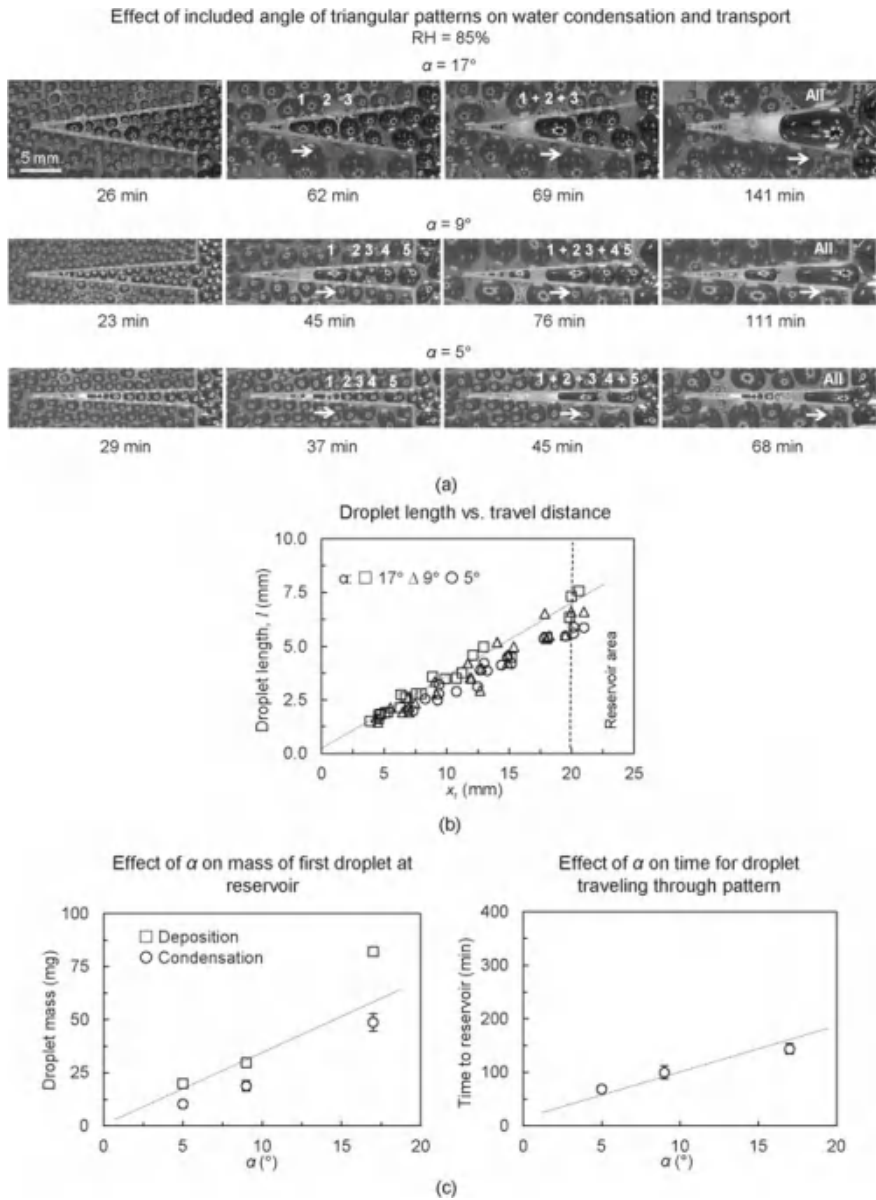 Effect of included angle of triangular patterns on water condensation and transport
RH = 85%
α = 17°
1 2 3
1 + 2 + 3
All
5 mm
26 min 62 min 69 min 141 min
α = 9°
1 2 3 4 5
1 + 2 3 + 4 5
All
23 min 45 min 76 min 111 min
α = 5°
1 2 3 4 5
1 + 2 + 3 4 + 5
All
29 min 37 min 45 min 68 min
(a)
Droplet length vs. travel distance
10.0
7.5
5.0
2.5
0.0
Droplet length, l (mm)
α: 17° 9° 5°
Reservoir area
0 5 10 15 20 25
xₜ (mm)
(b)
Effect of α on mass of first droplet at
reservoir
100
75
50
25
0
Droplet mass (mg)
Deposition
Condensation
0 5 10 15 20
α (°)
Effect of α on time for droplet
traveling through pattern
400
300
200
100
0
Time to reservoir (min)
0 5 10 15 20
α (°)
(c)